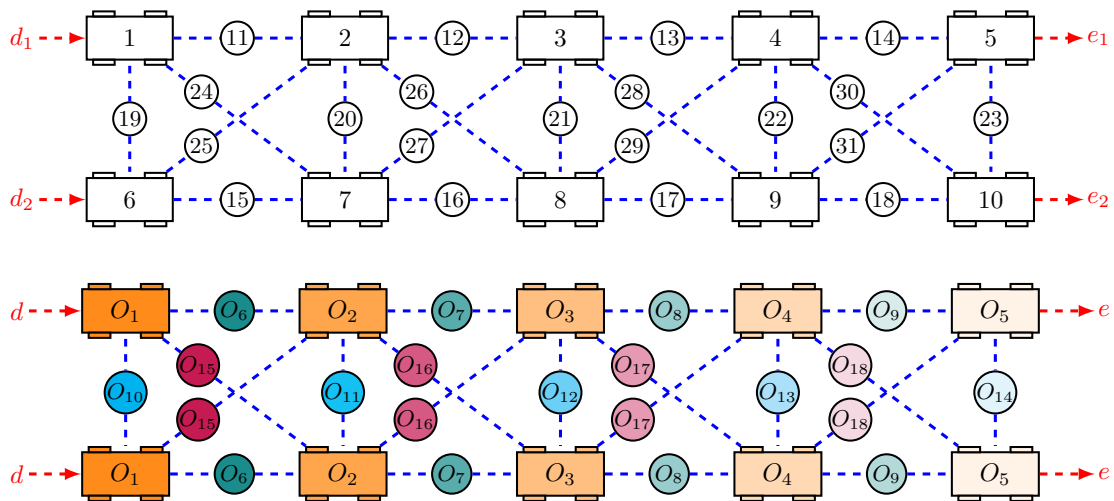 d₁ 1 11 2 12 3 13 4 14 5 e₁
24 26 28 30
19 20 21 22 23
25 27 29 31
d₂ 6 15 7 16 8 17 9 18 10 e₂
d O₁ O₆ O₂ O₇ O₃ O₈ O₄ O₉ O₅ e
O₁₅ O₁₆ O₁₇ O₁₈
O₁₀ O₁₁ O₁₂ O₁₃ O₁₄
O₁₅ O₁₆ O₁₇ O₁₈
d O₁ O₆ O₂ O₇ O₃ O₈ O₄ O₉ O₅ e